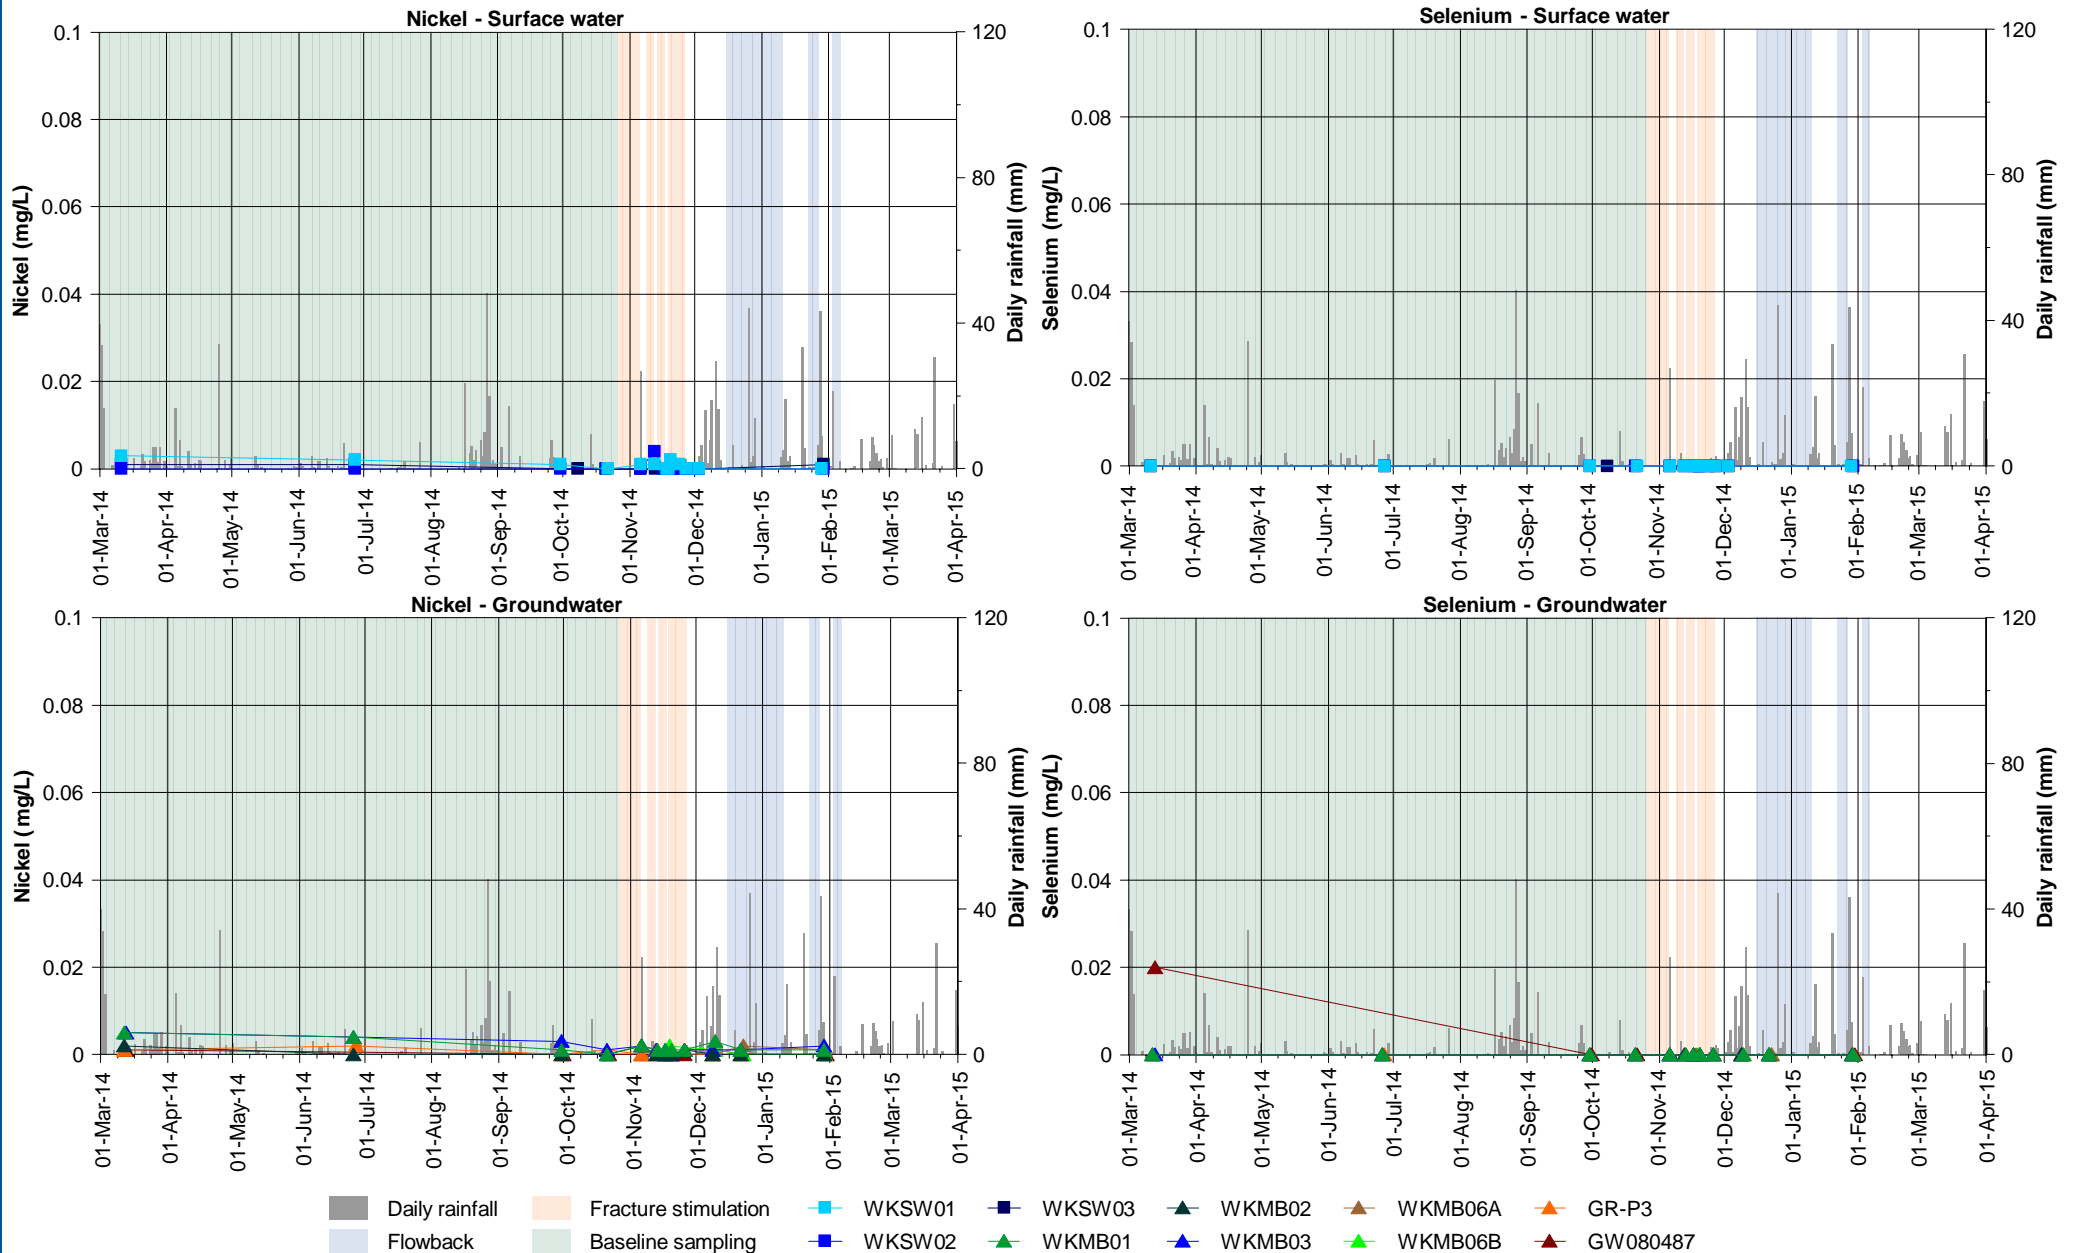 Nickel - Surface water
0.1
0.08
0.06
0.04
0.02
0
Nickel (mg/L)
120
80
40
0
Daily rainfall (mm)
01-Mar-14
01-Apr-14
01-May-14
01-Jun-14
01-Jul-14
01-Aug-14
01-Sep-14
01-Oct-14
01-Nov-14
01-Dec-14
01-Jan-15
01-Feb-15
01-Mar-15
01-Apr-15
Selenium - Surface water
0.1
0.08
0.06
0.04
0.02
0
Selenium (mg/L)
120
80
40
0
Daily rainfall (mm)
01-Mar-14
01-Apr-14
01-May-14
01-Jun-14
01-Jul-14
01-Aug-14
01-Sep-14
01-Oct-14
01-Nov-14
01-Dec-14
01-Jan-15
01-Feb-15
01-Mar-15
01-Apr-15
Nickel - Groundwater
0.1
0.08
0.06
0.04
0.02
0
Nickel (mg/L)
120
80
40
0
Daily rainfall (mm)
01-Mar-14
01-Apr-14
01-May-14
01-Jun-14
01-Jul-14
01-Aug-14
01-Sep-14
01-Oct-14
01-Nov-14
01-Dec-14
01-Jan-15
01-Feb-15
01-Mar-15
01-Apr-15
Selenium - Groundwater
0.1
0.08
0.06
0.04
0.02
0
Selenium (mg/L)
120
80
40
0
Daily rainfall (mm)
01-Mar-14
01-Apr-14
01-May-14
01-Jun-14
01-Jul-14
01-Aug-14
01-Sep-14
01-Oct-14
01-Nov-14
01-Dec-14
01-Jan-15
01-Feb-15
01-Mar-15
01-Apr-15
Daily rainfall
Fracture stimulation
WKSW01
WKSW03
WKMB02
WKMB06A
GR-P3
Flowback
Baseline sampling
WKSW02
WKMB01
WKMB03
WKMB06B
GW080487